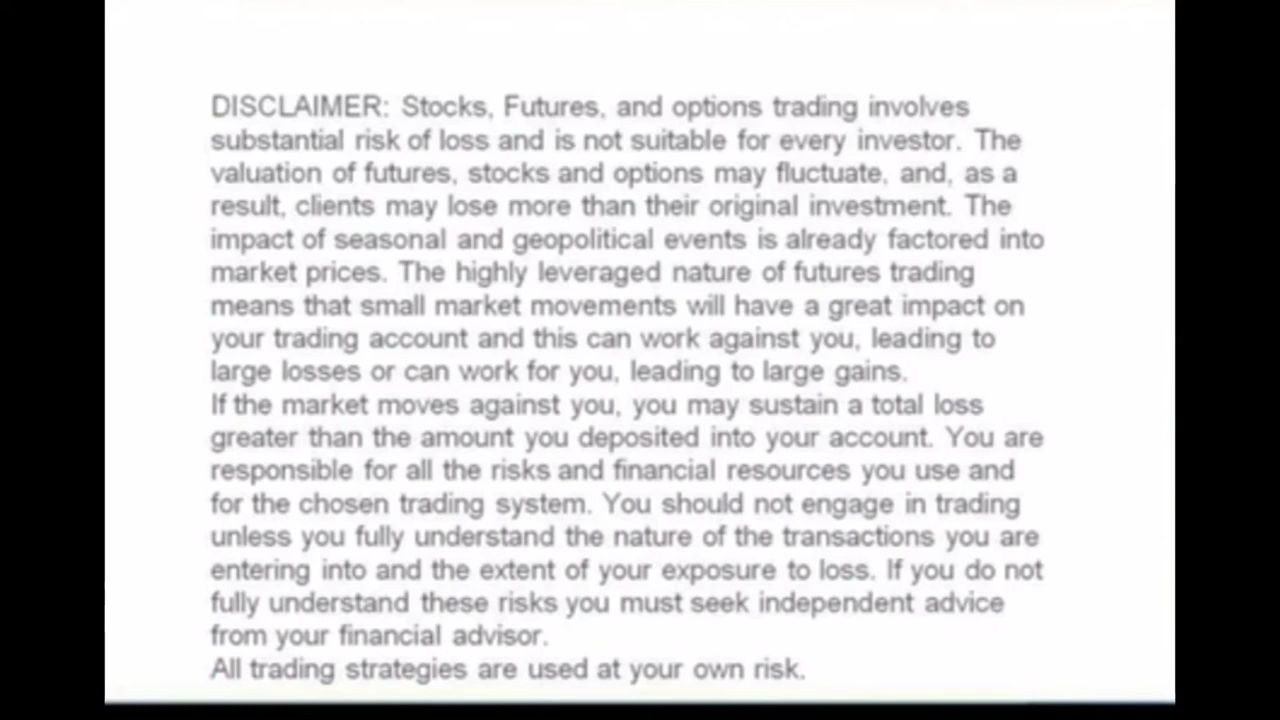 DISCLAIMER: Stocks, Futures, and options trading involves
substantial risk of loss and is not suitable for every investor. The
valuation of futures, stocks and options may fluctuate, and, as a
result, clients may lose more than their original investment. The
impact of seasonal and geopolitical events is already factored into
market prices. The highly leveraged nature of futures trading
means that small market movements will have a great impact on
your trading account and this can work against you, leading to
large losses or can work for you, leading to large gains.
If the market moves against you, you may sustain a total loss
greater than the amount you deposited into your account. You are
responsible for all the risks and financial resources you use and
for the chosen trading system. You should not engage in trading
unless you fully understand the nature of the transactions you are
entering into and the extent of your exposure to loss. If you do not
fully understand these risks you must seek independent advice
from your financial advisor.
All trading strategies are used at your own risk.